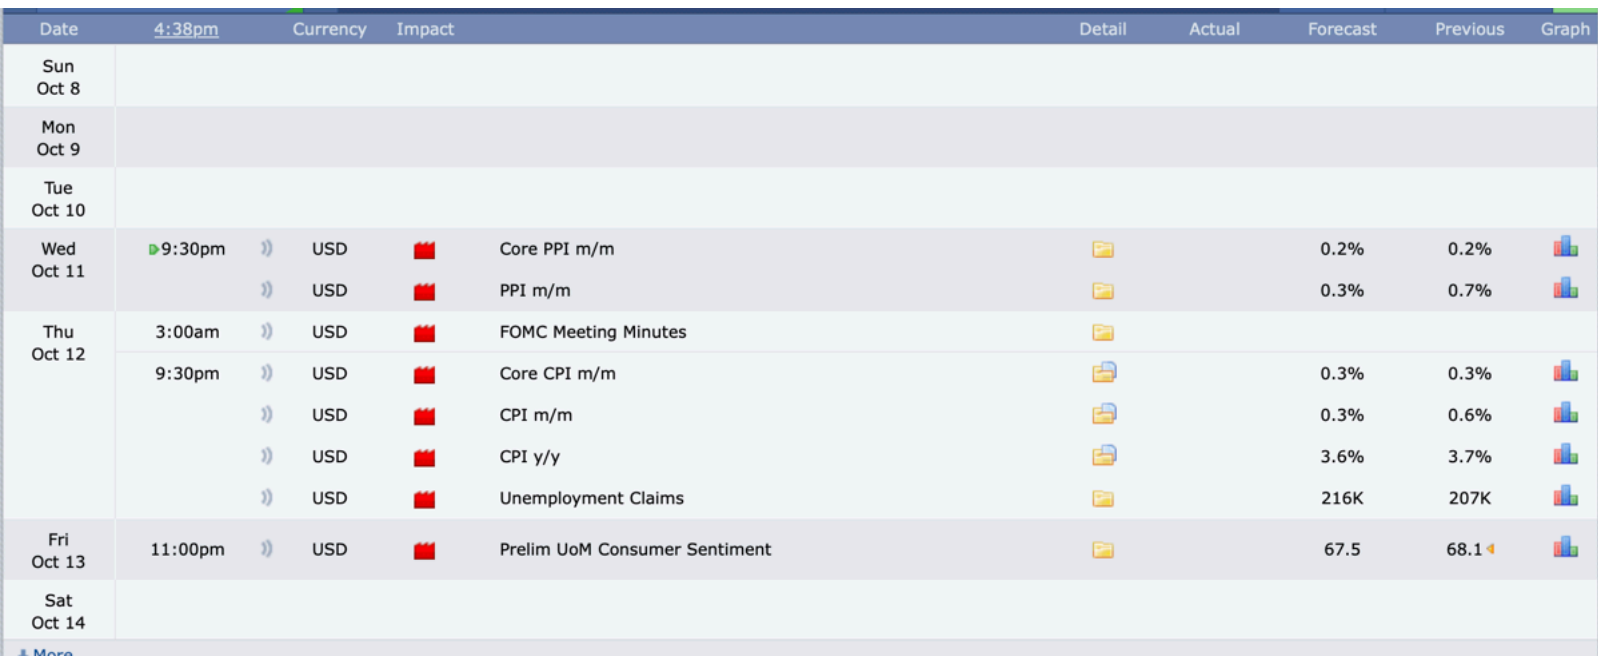 Date 4:38pm Currency Impact Detail Actual Forecast Previous Graph
Sun
Oct 8
Mon
Oct 9
Tue
Oct 10
Wed
Oct 11
9:30pm USD Core PPI m/m 0.2% 0.2%
USD PPI m/m 0.3% 0.7%
Thu
Oct 12
3:00am USD FOMC Meeting Minutes
9:30pm USD Core CPI m/m 0.3% 0.3%
USD CPI m/m 0.3% 0.6%
USD CPI y/y 3.6% 3.7%
USD Unemployment Claims 216K 207K
Fri
Oct 13
11:00pm USD Prelim UoM Consumer Sentiment 67.5 68.1
Sat
Oct 14
More